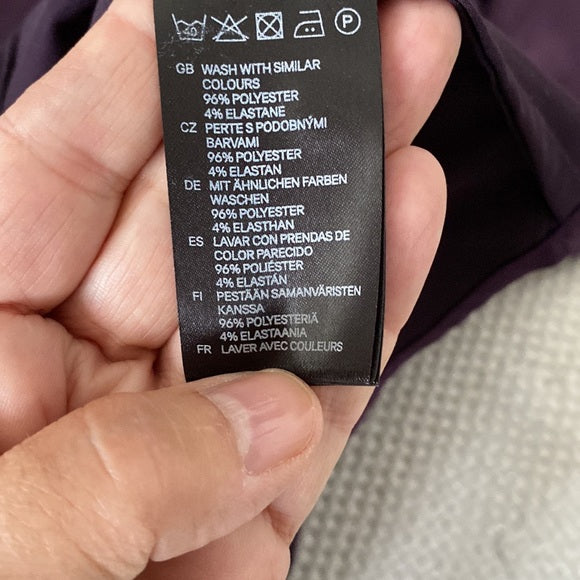 40 P
GB WASH WITH SIMILAR
COLOURS
96% POLYESTER
4% ELASTANE
CZ PERTE S PODOBNÝMI
BARVAMI
96% POLYESTER
4% ELASTAN
DE MIT ÄHNLICHEN FARBEN
WASCHEN
96% POLYESTER
4% ELASTHAN
ES LAVAR CON PRENDAS DE
COLOR PARECIDO
96% POLIÉSTER
4% ELASTÁN
FI PESTÄÄN SAMANVÄRISTEN
KANSSA
96% POLYESTERIÄ
4% ELASTAANIA
FR LAVER AVEC COULEURS